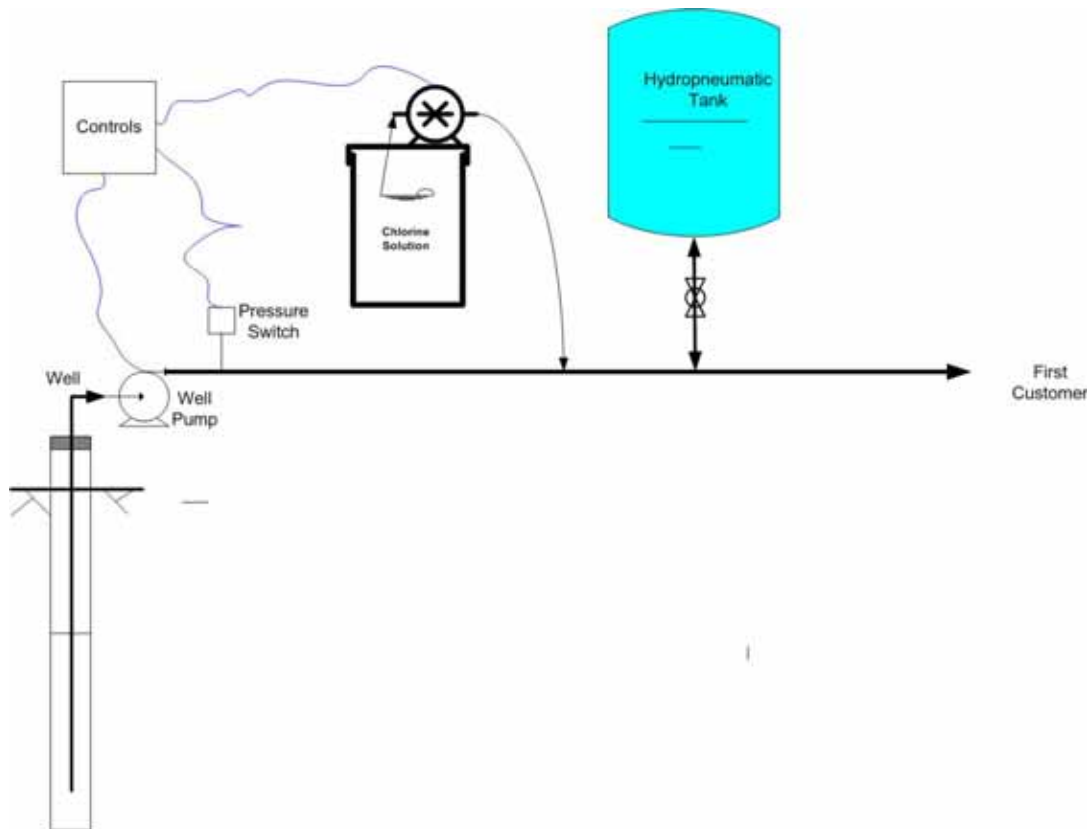 Hydropneumatic
Tank
Controls
Chlorine
Solution
Pressure
Switch
Well
Well
Pump
First
Customer